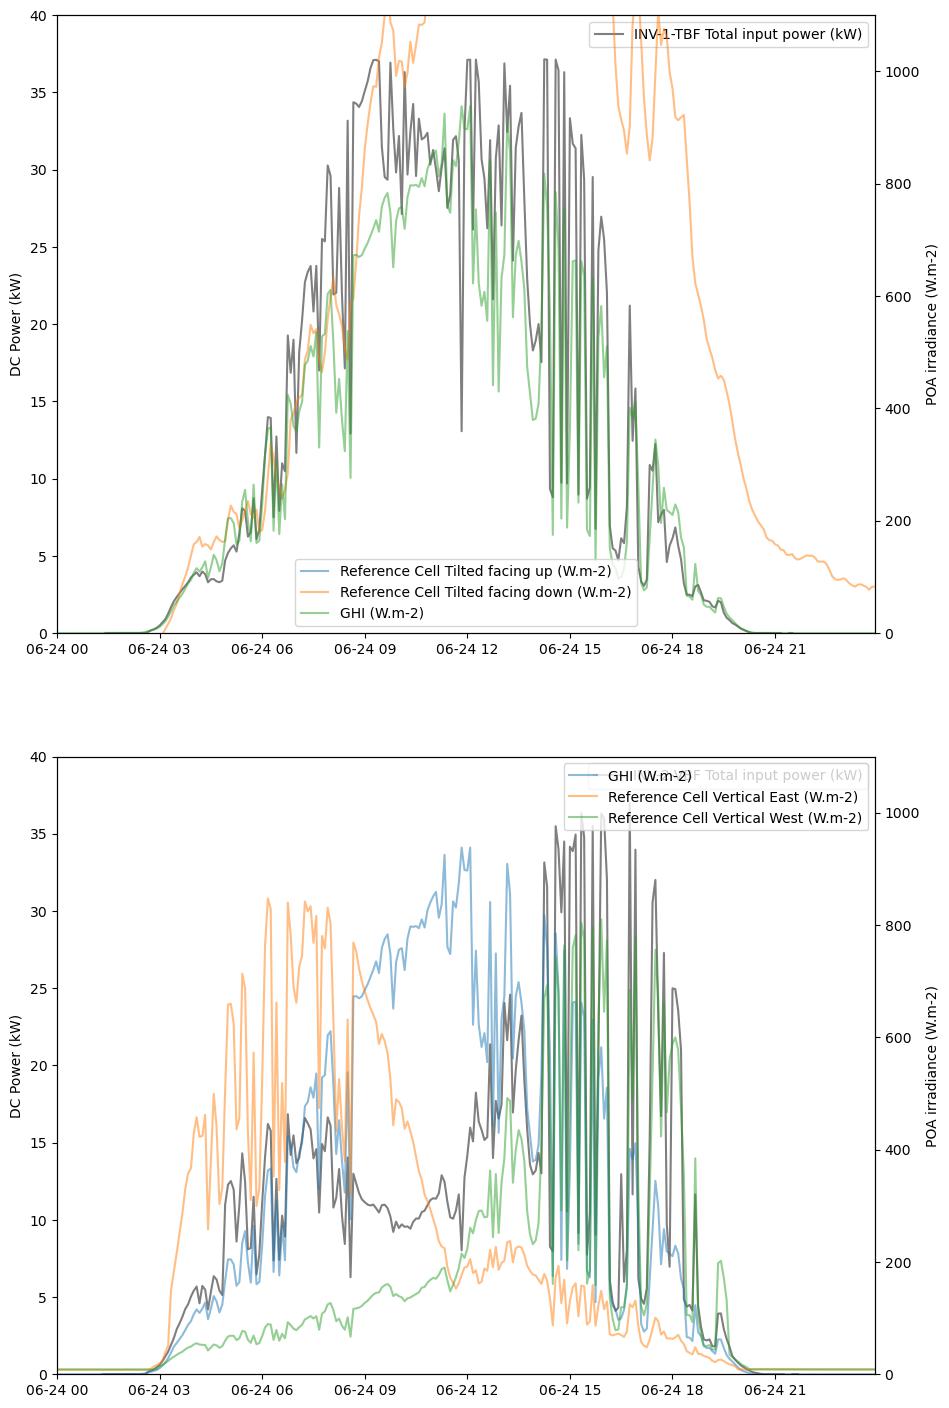 INV-1-TBF Total input power (kW)
40
35
30
25
20
15
10
5
0
DC Power (kW)
1000
800
600
400
200
0
POA irradiance (W.m-2)
Reference Cell Tilted facing up (W.m-2)
Reference Cell Tilted facing down (W.m-2)
GHI (W.m-2)
06-24 00 06-24 03 06-24 06 06-24 09 06-24 12 06-24 15 06-24 18 06-24 21
GHI (W.m-2)
Total input power (kW)
Reference Cell Vertical East (W.m-2)
Reference Cell Vertical West (W.m-2)
40
35
30
25
20
15
10
5
0
DC Power (kW)
1000
800
600
400
200
0
POA irradiance (W.m-2)
06-24 00 06-24 03 06-24 06 06-24 09 06-24 12 06-24 15 06-24 18 06-24 21